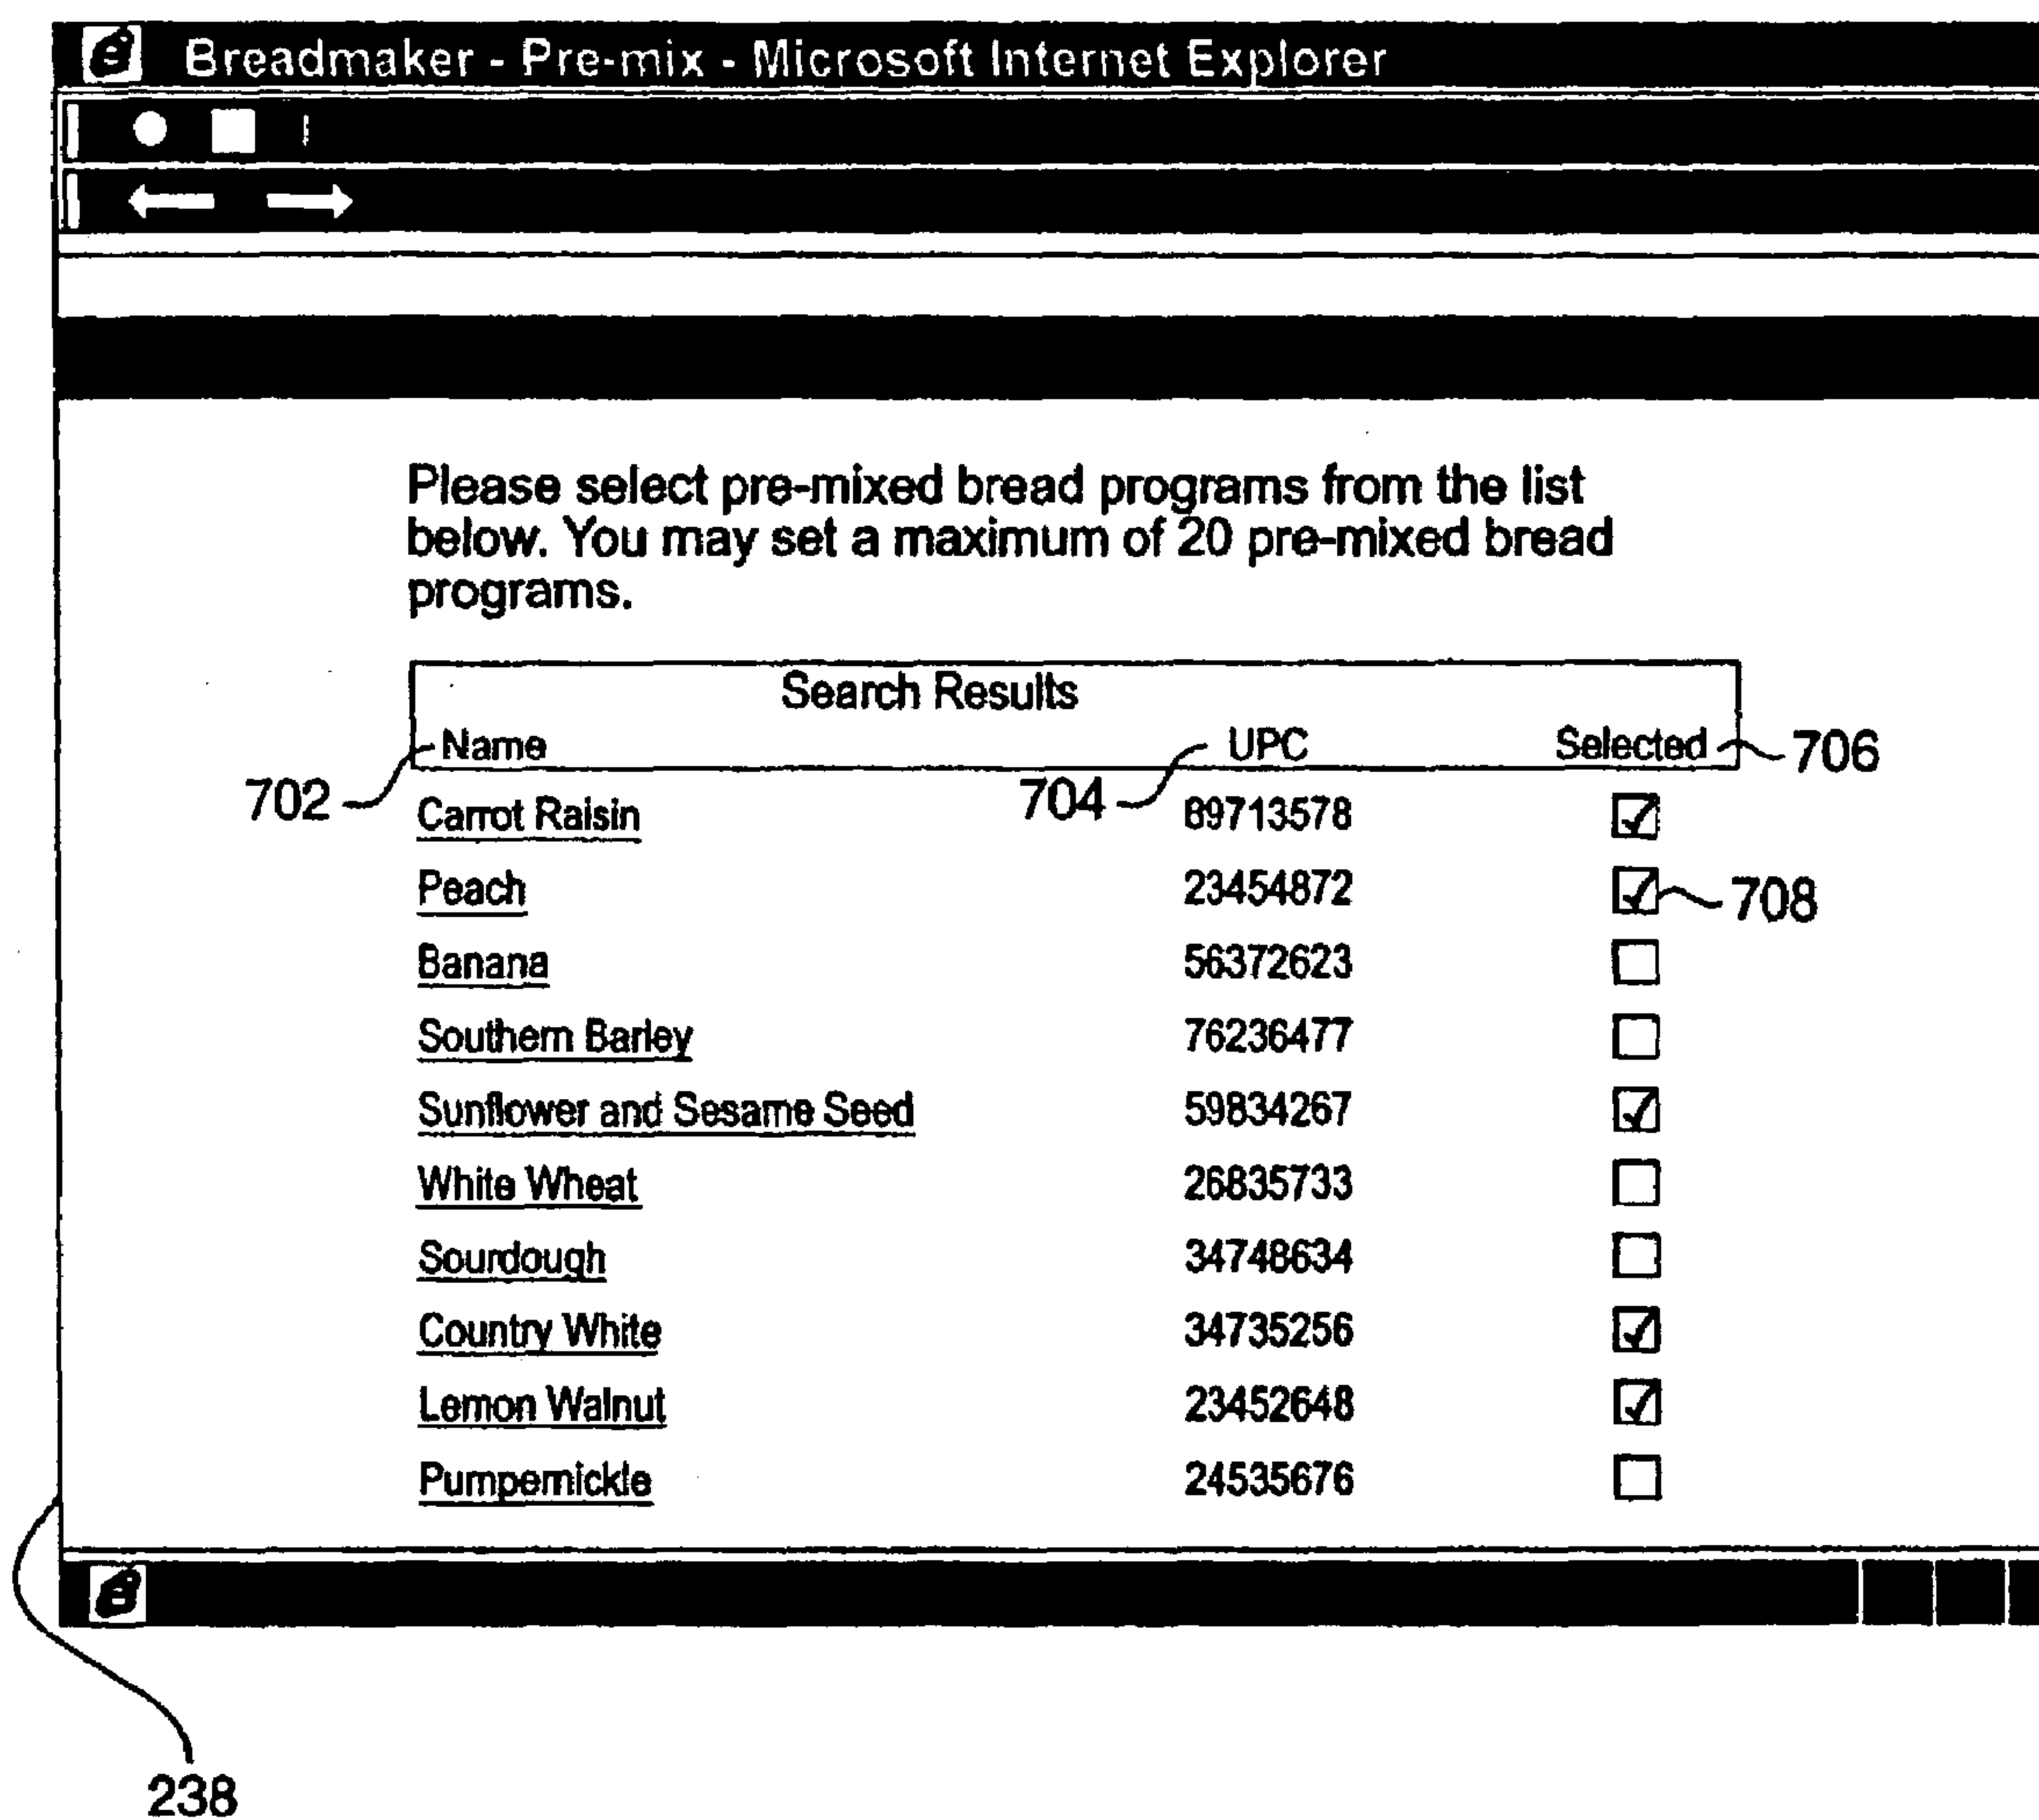 Breadmaker - Pre-mix - Microsoft Internet Explorer
Please select pre-mixed bread programs from the list
below. You may set a maximum of 20 pre-mixed bread
programs.
Search Results
Name UPC Selected 706
702 704
Carrot Raisin 89713578
Peach 23454872 708
Banana 56372623
Southern Barley 76236477
Sunflower and Sesame Seed 59834267
White Wheat 26835733
Sourdough 34748634
Country White 34735256
Lemon Walnut 23452648
Pumpernickle 24535676
238